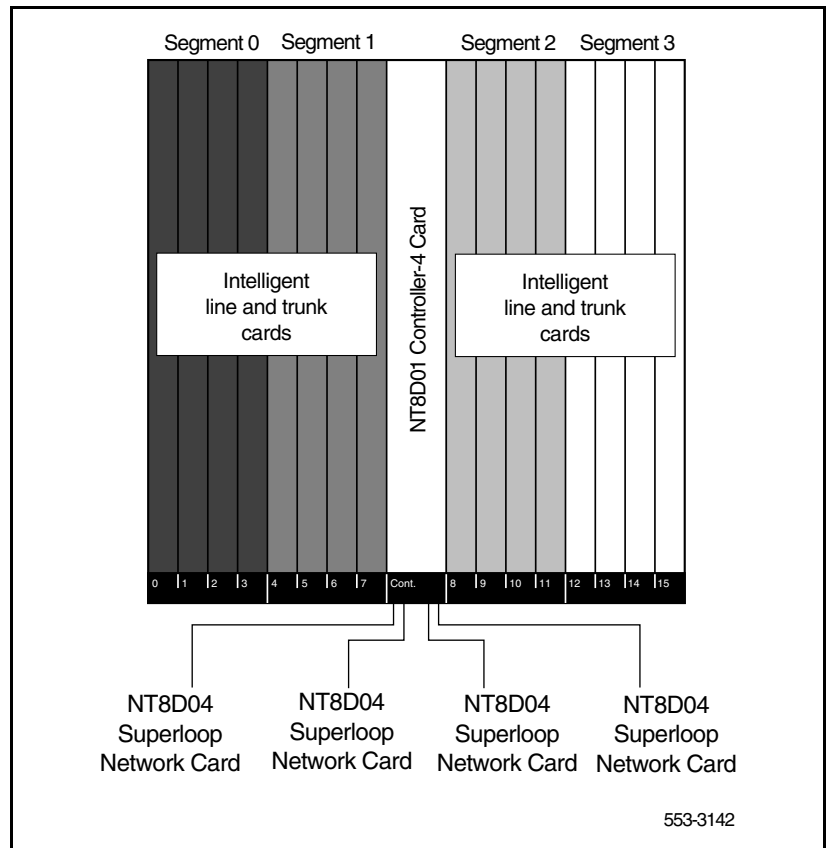 Segment 0 Segment 1 Segment 2 Segment 3
NT8D01 Controller-4 Card
Intelligent
line and trunk
cards
Intelligent
line and trunk
cards
0 1 2 3 4 5 6 7 Cont. 8 9 10 11 12 13 14 15
NT8D04
Superloop
Network Card
NT8D04
Superloop
Network Card
NT8D04
Superloop
Network Card
NT8D04
Superloop
Network Card
553-3142